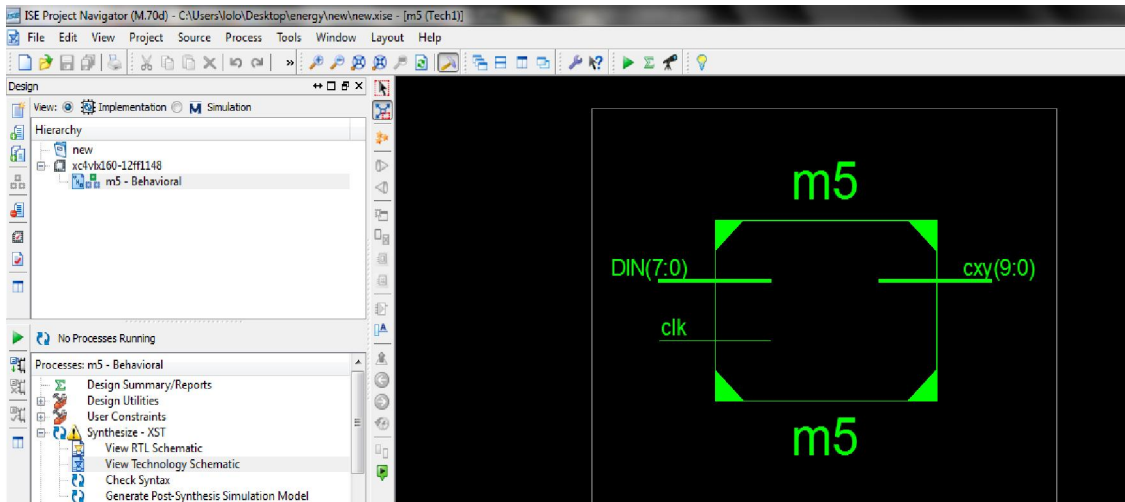 ISE Project Navigator (M.70d) - C:\Users\lolo\Desktop\energy\new\new.xise - [m5 (Tech1)]
File Edit View Project Source Process Tools Window Layout Help
Design
View: Implementation Simulation
Hierarchy
new
xc4vlx160-12ff1148
m5 - Behavioral
No Processes Running
Processes: m5 - Behavioral
Design Summary/Reports
Design Utilities
User Constraints
Synthesize - XST
View RTL Schematic
View Technology Schematic
Check Syntax
Generate Post-Synthesis Simulation Model
m5
DIN(7:0)
cxy(9:0)
clk
m5